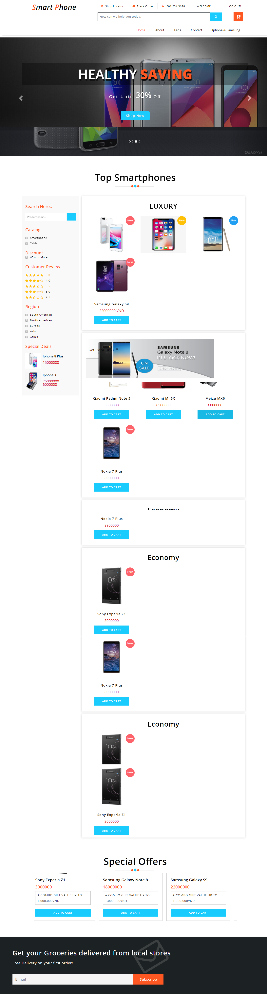 Smart Phone
Shop Locator
Track Order
001 234 5678
WELCOME
LOG OUT!
How can we help you today?
Home
About
Faqs
Contact
Iphone & Samsung
HEALTHY SAVING
Get Upto 30% Off
Shop Now
GALAXY S5
Top Smartphones
Search Here..
Product name...
Catalog
Smartphone
Tablet
Discount
60% or More
Customer Review
5.0
4.0
3.5
3.0
2.5
Region
South American
North American
Europe
Asia
Africa
Special Deals
Iphone 8 Plus
15000000
Iphone X
25000000
6000000
LUXURY
New
New
New
New
Samsung Galaxy S9
22000000 VND
ADD TO CART
Get Extra 10% Off
SAMSUNG
Galaxy Note 8
IN STOCK NOW!
ON
SALE
SHOP NOW
Xiaomi Redmi Note 5
5500000
ADD TO CART
Xiaomi Mi 6X
6500000
ADD TO CART
Meizu MX6
6000000
ADD TO CART
New
Nokia 7 Plus
8900000
ADD TO CART
Economy
Nokia 7 Plus
8900000
ADD TO CART
Economy
New
Sony Experia Z1
3000000
ADD TO CART
New
Nokia 7 Plus
8900000
ADD TO CART
Economy
New
New
Sony Experia Z1
3000000
ADD TO CART
Special Offers
Sony Experia Z1
3000000
A COMBO GIFT VALUE UP TO
1.000.000VND
ADD TO CART
Samsung Galaxy Note 8
18000000
A COMBO GIFT VALUE UP TO
1.000.000VND
ADD TO CART
Samsung Galaxy S9
22000000
A COMBO GIFT VALUE UP TO
1.000.000VND
ADD TO CART
Get your Groceries delivered from local stores
Free Delivery on your first order!
E-mail
Subscribe